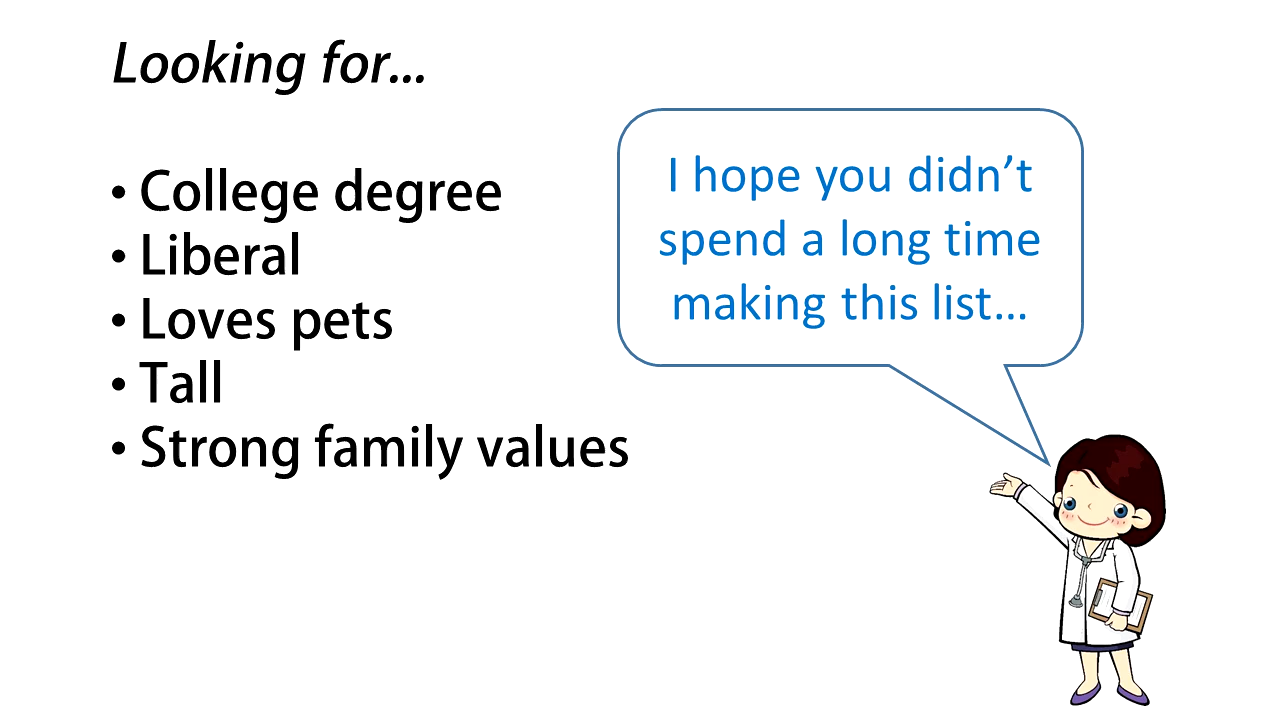 Looking for...
• College degree
• Liberal
• Loves pets
• Tall
• Strong family values
I hope you didn’t
spend a long time
making this list...